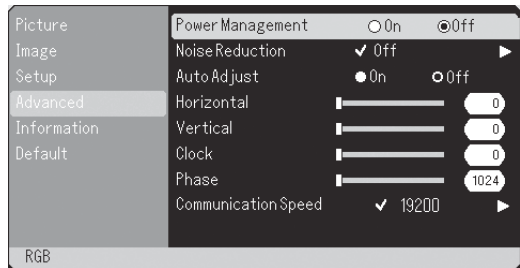 Picture
Image
Setup
Advanced
Information
Default
Power Management On Off
Noise Reduction Off
Auto Adjust On Off
Horizontal 0
Vertical 0
Clock 0
Phase 1024
Communication Speed 19200
RGB